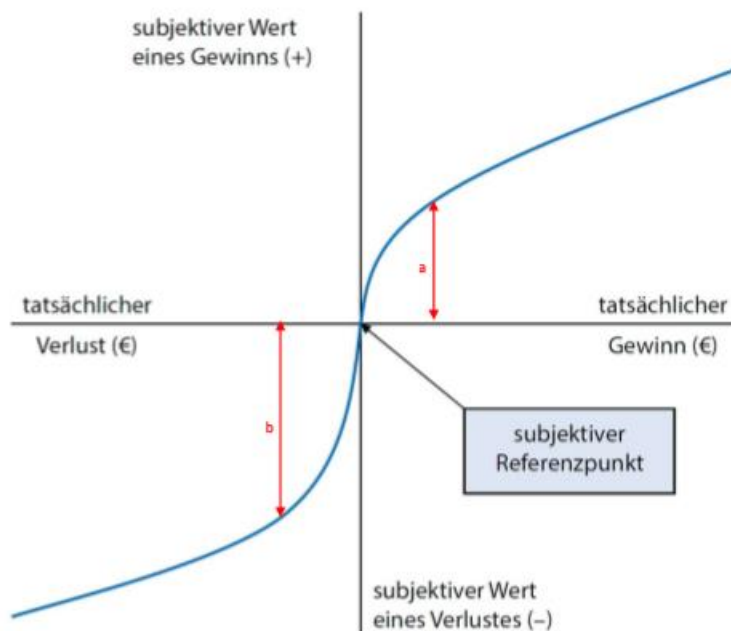 subjektiver Wert
eines Gewinns (+)
a
tatsächlicher
tatsächlicher
Verlust (€)
Gewinn (€)
b
subjektiver
Referenzpunkt
subjektiver Wert
eines Verlustes (–)